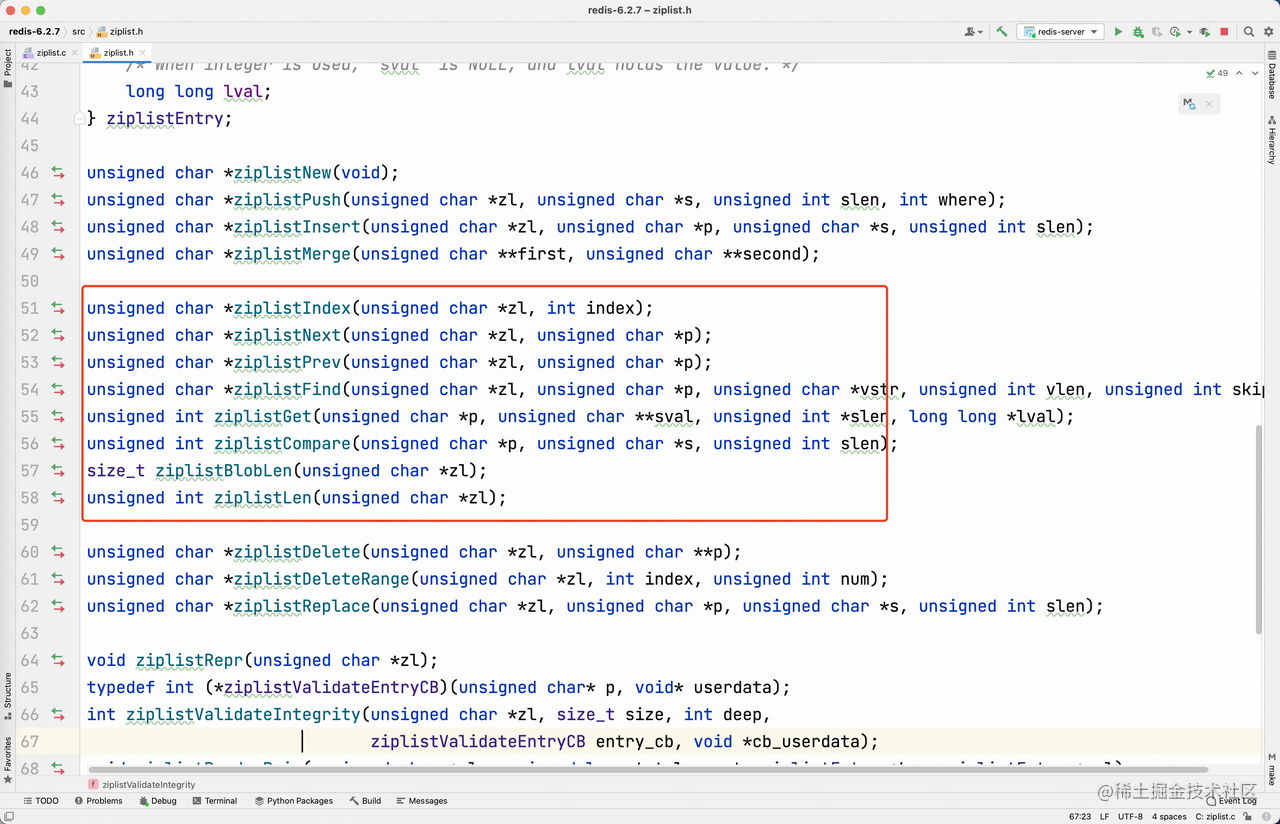 redis-6.2.7 – ziplist.h
redis-6.2.7 › src › ziplist.h
redis-server
ziplist.c
ziplist.h
Project
Structure
Favorites
Database
Hierarchy
make
49
42 /* When integer is used, 'sval' is NULL, and lval holds the value. */
43 long long lval;
44 } ziplistEntry;
45
46 unsigned char *ziplistNew(void);
47 unsigned char *ziplistPush(unsigned char *zl, unsigned char *s, unsigned int slen, int where);
48 unsigned char *ziplistInsert(unsigned char *zl, unsigned char *p, unsigned char *s, unsigned int slen);
49 unsigned char *ziplistMerge(unsigned char **first, unsigned char **second);
50
51 unsigned char *ziplistIndex(unsigned char *zl, int index);
52 unsigned char *ziplistNext(unsigned char *zl, unsigned char *p);
53 unsigned char *ziplistPrev(unsigned char *zl, unsigned char *p);
54 unsigned char *ziplistFind(unsigned char *zl, unsigned char *p, unsigned char *vstr, unsigned int vlen, unsigned int skip
55 unsigned int ziplistGet(unsigned char *p, unsigned char **sval, unsigned int *slen, long long *lval);
56 unsigned int ziplistCompare(unsigned char *p, unsigned char *s, unsigned int slen);
57 size_t ziplistBlobLen(unsigned char *zl);
58 unsigned int ziplistLen(unsigned char *zl);
59
60 unsigned char *ziplistDelete(unsigned char *zl, unsigned char **p);
61 unsigned char *ziplistDeleteRange(unsigned char *zl, int index, unsigned int num);
62 unsigned char *ziplistReplace(unsigned char *zl, unsigned char *p, unsigned char *s, unsigned int slen);
63
64 void ziplistRepr(unsigned char *zl);
65 typedef int (*ziplistValidateEntryCB)(unsigned char* p, void* userdata);
66 int ziplistValidateIntegrity(unsigned char *zl, size_t size, int deep,
67 ziplistValidateEntryCB entry_cb, void *cb_userdata);
68
f ziplistValidateIntegrity
TODO Problems Debug Terminal Python Packages Build Messages
Event Log
67:23 LF UTF-8 4 spaces C: ziplist.c
@稀土掘金技术社区